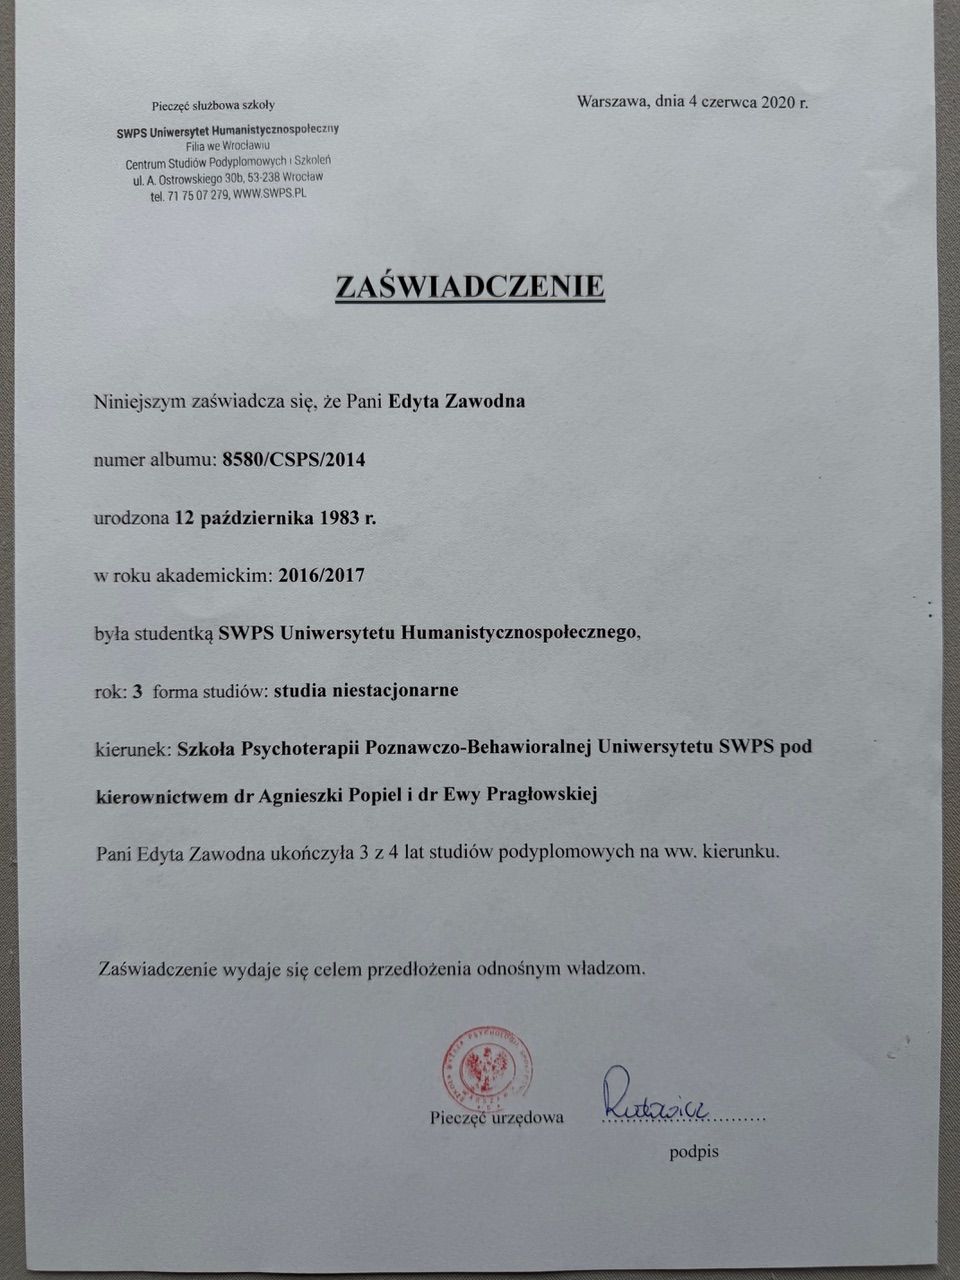 Pieczęć służbowa szkoły
Warszawa, dnia 4 czerwca 2020 r.
SWPS Uniwersytet Humanistycznospołeczny
Filia we Wrocławiu
Centrum Studiów Podyplomowych i Szkoleń
ul. A. Ostrowskiego 30b, 53-238 Wrocław
tel. 71 75 07 279, WWW.SWPS.PL
ZAŚWIADCZENIE
Niniejszym zaświadcza się, że Pani Edyta Zawodna
numer albumu: 8580/CSPS/2014
urodzona 12 października 1983 r.
w roku akademickim: 2016/2017
była studentką SWPS Uniwersytetu Humanistycznospołecznego,
rok: 3 forma studiów: studia niestacjonarne
kierunek: Szkoła Psychoterapii Poznawczo-Behawioralnej Uniwersytetu SWPS pod
kierownictwem dr Agnieszki Popiel i dr Ewy Pragłowskiej
Pani Edyta Zawodna ukończyła 3 z 4 lat studiów podyplomowych na ww. kierunku.
Zaświadczenie wydaje się celem przedłożenia odnośnym władzom.
SZKOŁA WYŻSZA PSYCHOLOGII
WARSZAWA
Pieczęć urzędowa
podpis